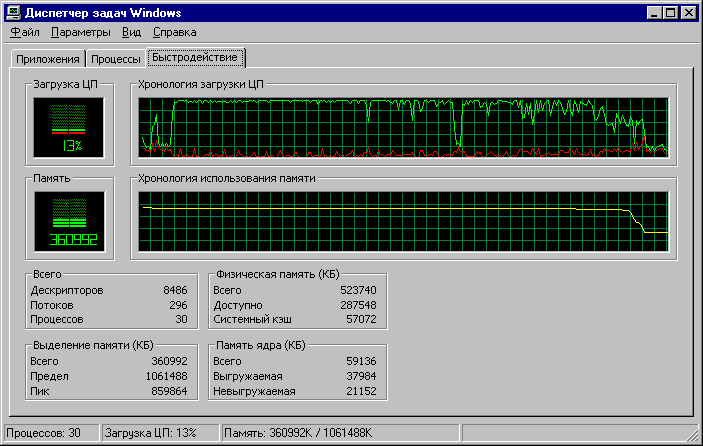 Диспетчер задач Windows
Файл Параметры Вид Справка
Приложения Процессы Быстродействие
Загрузка ЦП Хронология загрузки ЦП
13%
Память Хронология использования памяти
360992
Всего Физическая память (КБ)
Дескрипторов 8486 Всего 523740
Потоков 296 Доступно 287548
Процессов 30 Системный кэш 57072
Выделение памяти (КБ) Память ядра (КБ)
Всего 360992 Всего 59136
Предел 1061488 Выгружаемая 37984
Пик 859864 Невыгружаемая 21152
Процессов: 30 Загрузка ЦП: 13% Память: 360992K / 1061488K